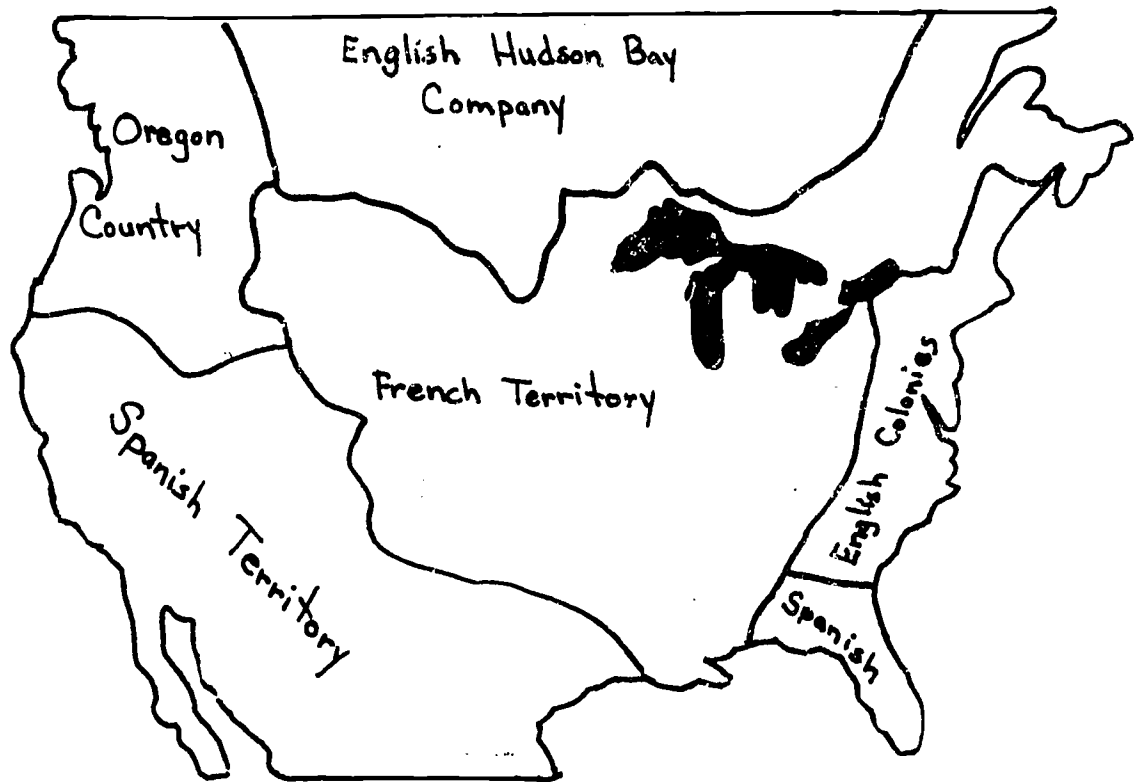 English Hudson Bay
Company
Oregon
Country
French Territory
Spanish Territory
English Colonies
Spanish